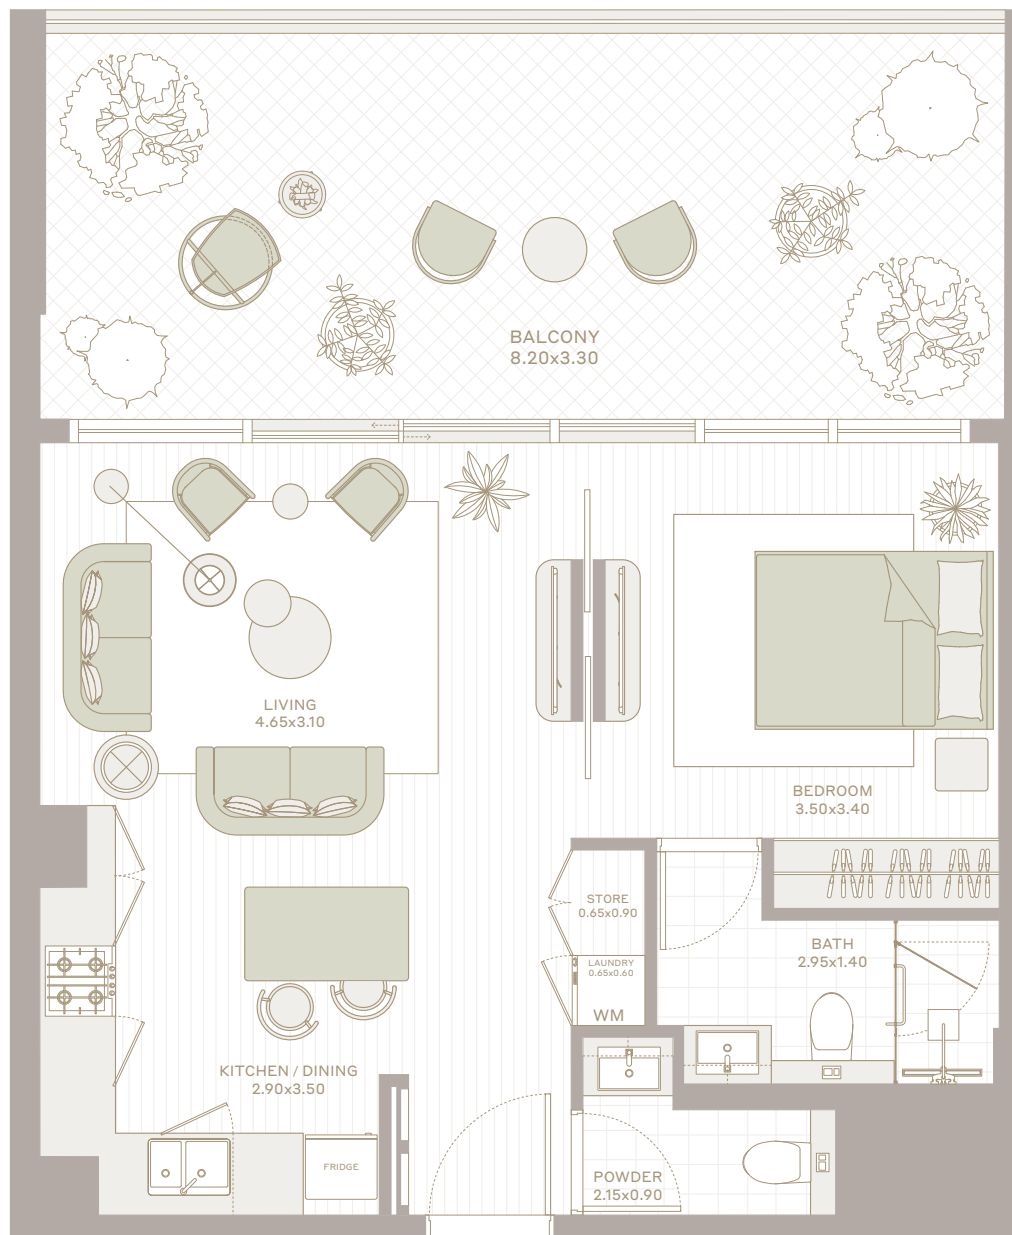 BALCONY
8.20x3.30
LIVING
4.65x3.10
BEDROOM
3.50x3.40
STORE
0.65x0.90
BATH
2.95x1.40
LAUNDRY
0.65x0.60
WM
KITCHEN / DINING
2.90x3.50
FRIDGE
POWDER
2.15x0.90